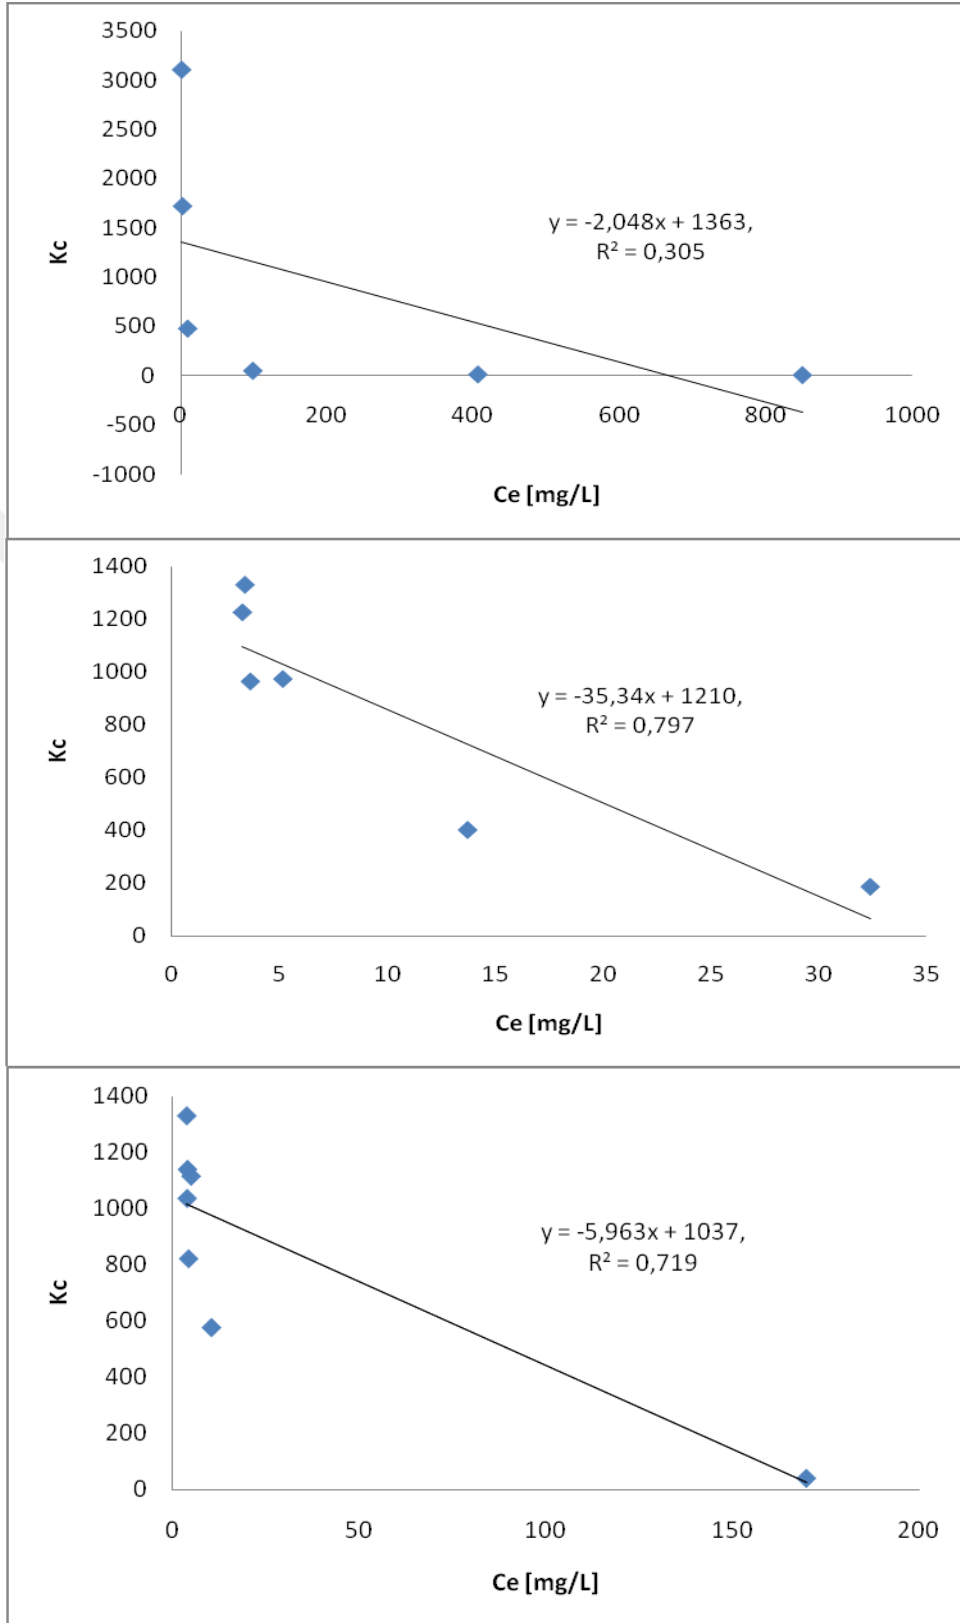 3500
3000
2500
2000
1500
1000
500
0
-500
-1000
Kc
y = -2,048x + 1363,
R² = 0,305
0 200 400 600 800 1000
Ce [mg/L]
1400
1200
1000
800
600
400
200
0
Kc
y = -35,34x + 1210,
R² = 0,797
0 5 10 15 20 25 30 35
Ce [mg/L]
1400
1200
1000
800
600
400
200
0
Kc
y = -5,963x + 1037,
R² = 0,719
0 50 100 150 200
Ce [mg/L]